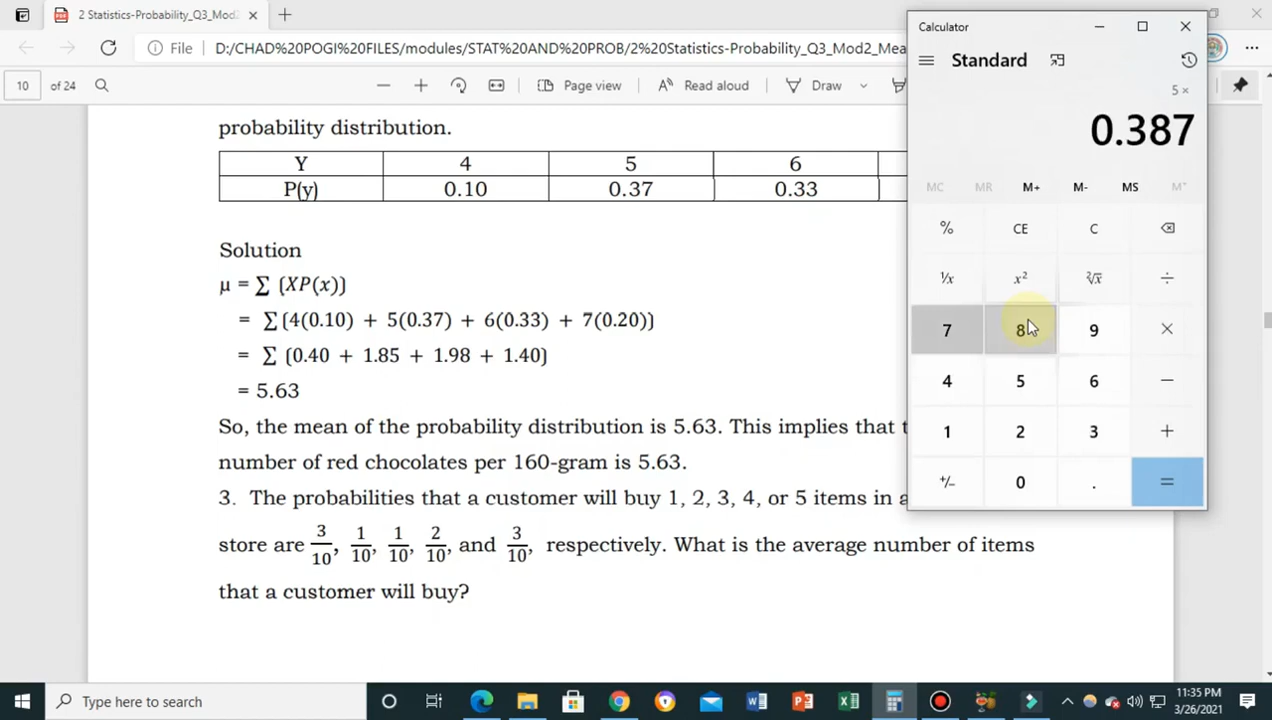 2 Statistics-Probability_Q3_Mod2
File
D:/CHAD%20POGI%20FILES/modules/STAT%20AND%20PROB/2%20Statistics-Probability_Q3_Mod2_Mea
10 of 24
Page view
Read aloud
Draw
probability distribution.
Y 4 5 6
P(y) 0.10 0.37 0.33
Solution
μ = ∑ [XP(x)]
= ∑[4(0.10) + 5(0.37) + 6(0.33) + 7(0.20)]
= ∑ [0.40 + 1.85 + 1.98 + 1.40]
= 5.63
So, the mean of the probability distribution is 5.63. This implies that
number of red chocolates per 160-gram is 5.63.
3. The probabilities that a customer will buy 1, 2, 3, 4, or 5 items in a
store are 3/10, 1/10, 1/10, 2/10, and 3/10, respectively. What is the average number of items
that a customer will buy?
Calculator
Standard
5 ×
0.387
MC MR M+ M- MS M˅
% CE C
¹/x x² ²√x ÷
7 8 9 ×
4 5 6 −
1 2 3 +
+/− 0 . =
Type here to search
11:35 PM
3/26/2021